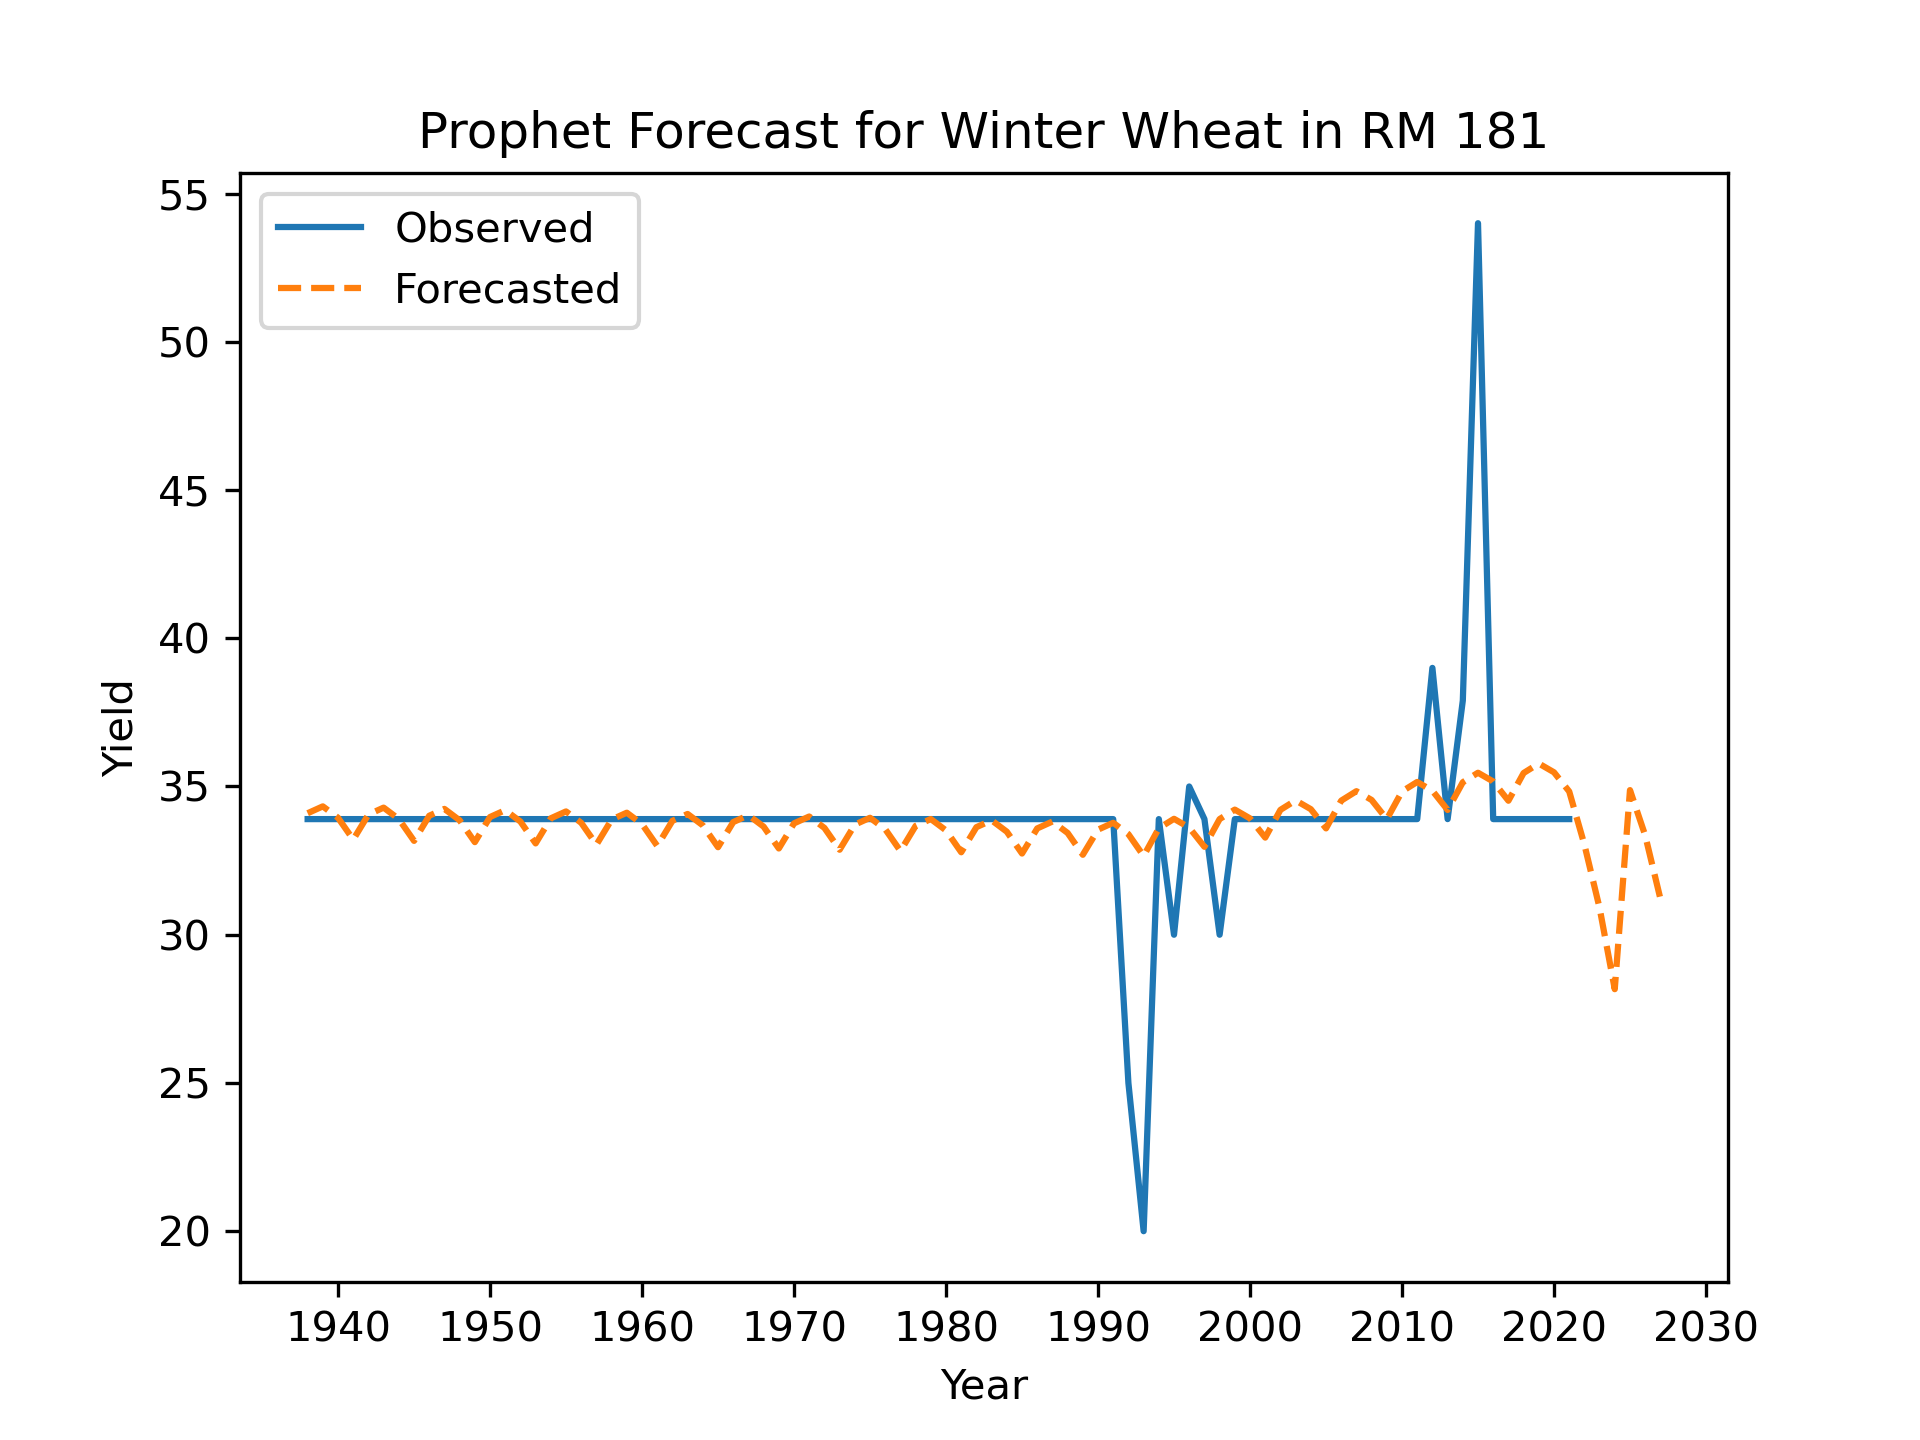 Prophet Forecast for Winter Wheat in RM 181
Observed
Forecasted
55
50
45
40
35
30
25
20
Yield
1940 1950 1960 1970 1980 1990 2000 2010 2020 2030
Year